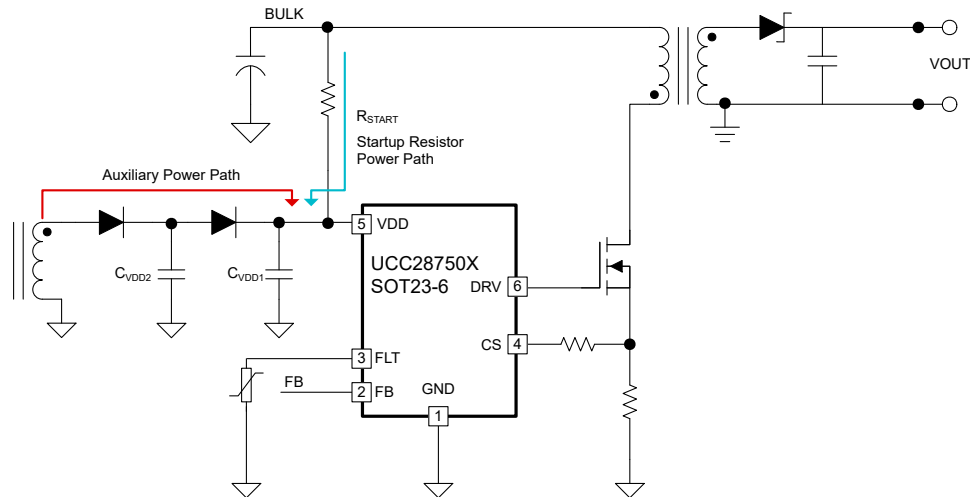 BULK
VOUT
RSTART
Startup Resistor
Power Path
Auxiliary Power Path
5
VDD
UCC28750X
SOT23-6
CVDD2
CVDD1
DRV
6
CS
4
3
FLT
FB
2
FB
GND
1